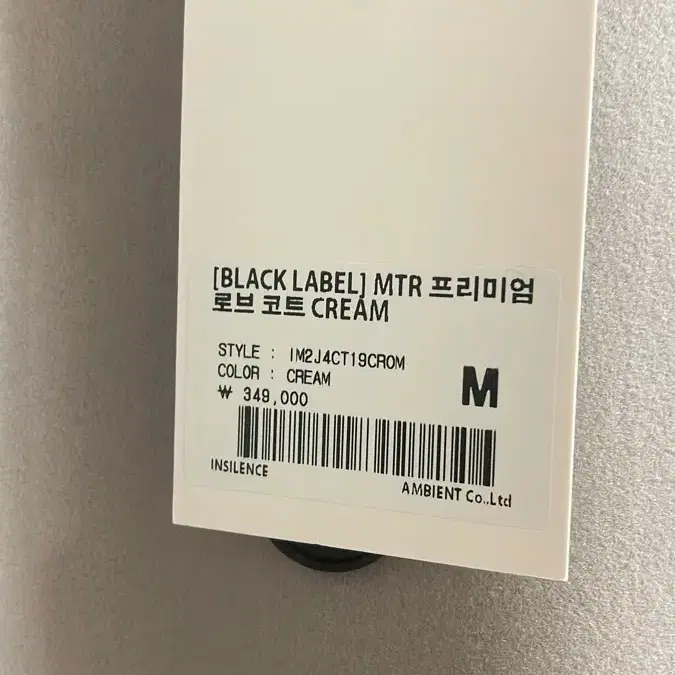 [BLACK LABEL] MTR 프리미엄
로브 코트 CREAM
STYLE : IM2J4CT19CROM
COLOR : CREAM
₩ 349,000
M
INSILENCE
AMBIENT Co.,Ltd